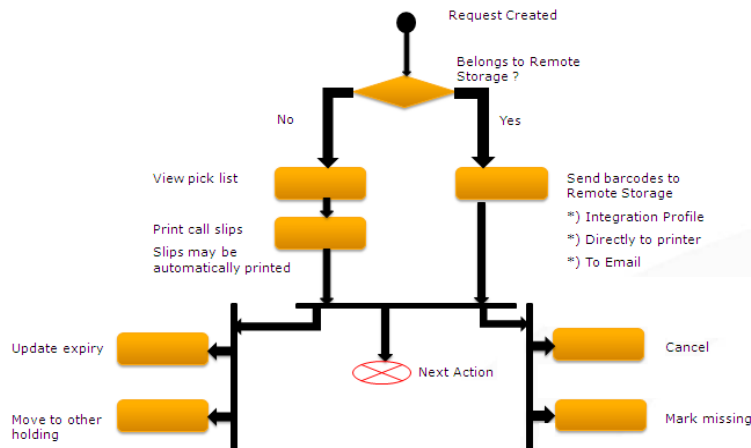 Request Created
Belongs to Remote
Storage ?
No
Yes
View pick list
Send barcodes to
Remote Storage
*) Integration Profile
*) Directly to printer
*) To Email
Print call slips
Slips may be
automatically printed
Update expiry
Next Action
Cancel
Move to other
holding
Mark missing